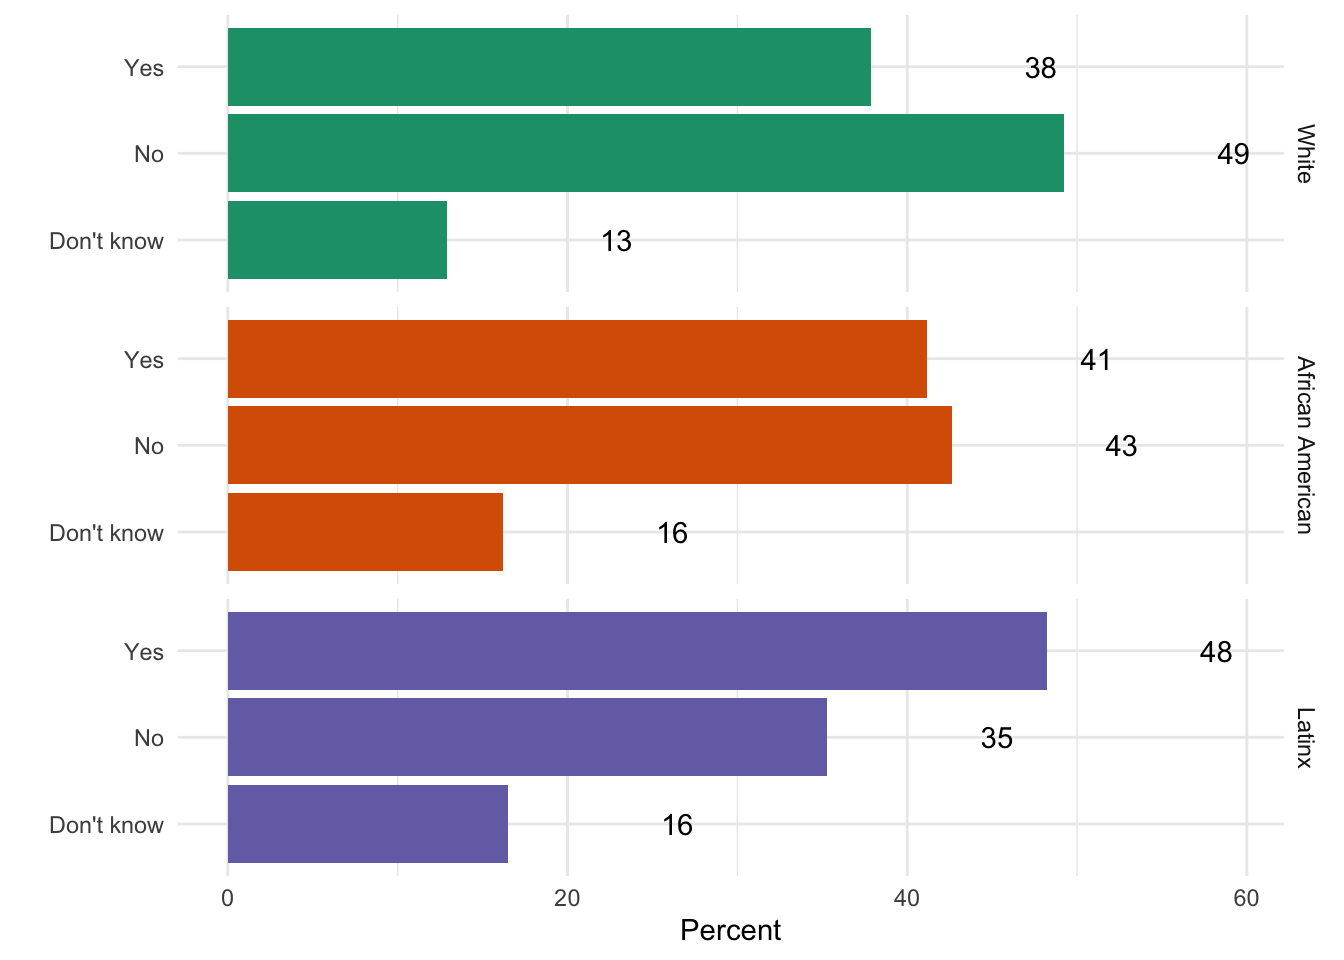 Yes 38
No 49
Don't know 13
White
Yes 41
No 43
Don't know 16
African American
Yes 48
No 35
Don't know 16
Latinx
0 20 40 60
Percent